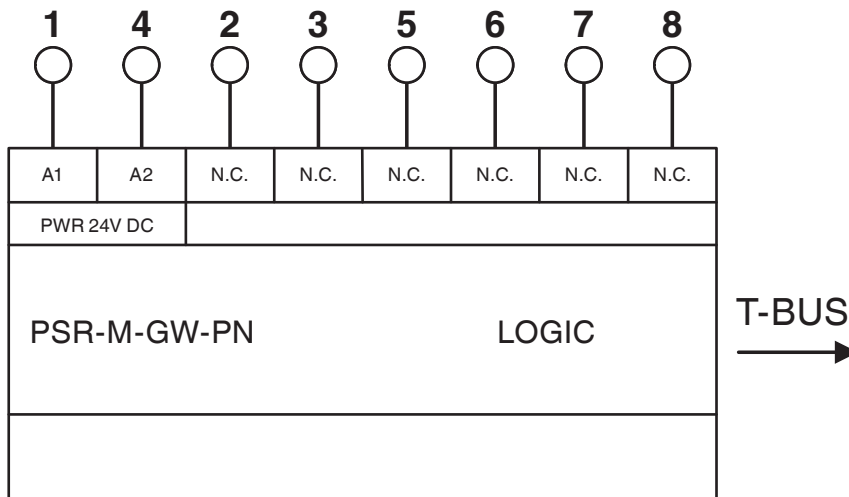 1 4 2 3 5 6 7 8
A1 A2 N.C. N.C. N.C. N.C. N.C. N.C.
PWR 24V DC
PSR-M-GW-PN LOGIC
T-BUS